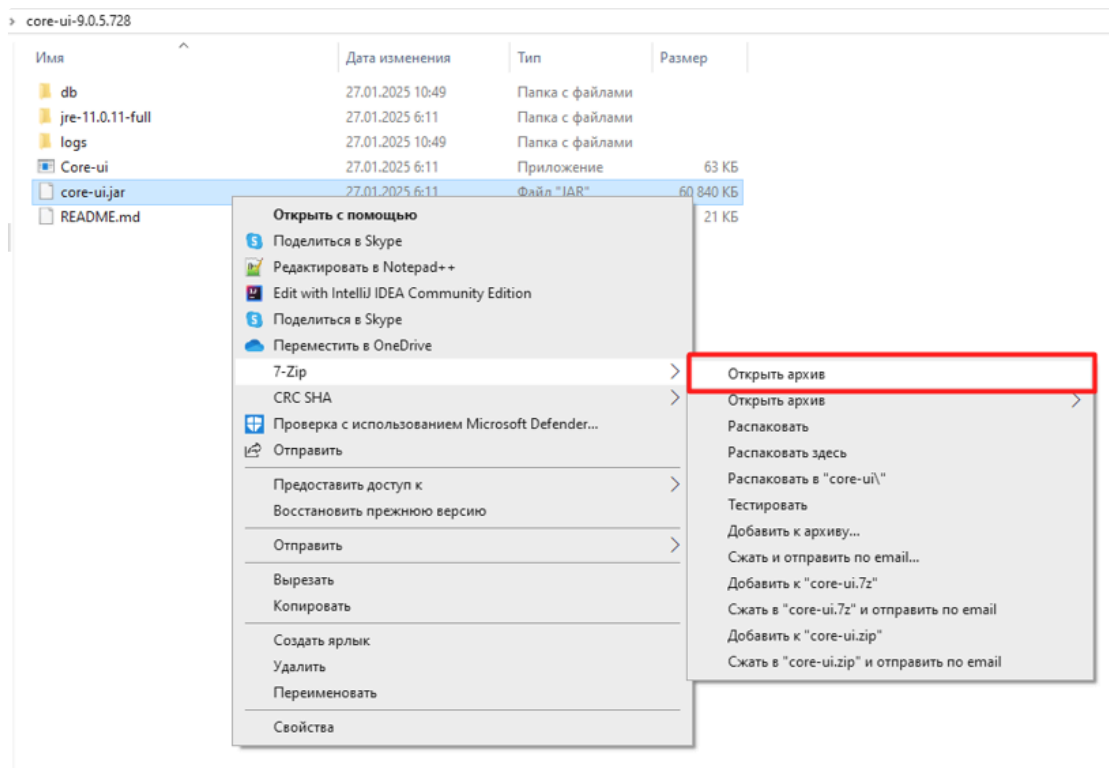 core-ui-9.0.5.728
Имя Дата изменения Тип Размер
db 27.01.2025 10:49 Папка с файлами
jre-11.0.11-full 27.01.2025 6:11 Папка с файлами
logs 27.01.2025 10:49 Папка с файлами
Core-ui 27.01.2025 6:11 Приложение 63 КБ
core-ui.jar 27.01.2025 6:11 Файл "JAR" 60 840 КБ
README.md 21 КБ
Открыть с помощью
Поделиться в Skype
Редактировать в Notepad++
Edit with IntelliJ IDEA Community Edition
Поделиться в Skype
Переместить в OneDrive
7-Zip
CRC SHA
Проверка с использованием Microsoft Defender...
Отправить
Предоставить доступ к
Восстановить прежнюю версию
Отправить
Вырезать
Копировать
Создать ярлык
Удалить
Переименовать
Свойства
Открыть архив
Открыть архив
Распаковать
Распаковать здесь
Распаковать в "core-ui\"
Тестировать
Добавить к архиву...
Сжать и отправить по email...
Добавить к "core-ui.7z"
Сжать в "core-ui.7z" и отправить по email
Добавить к "core-ui.zip"
Сжать в "core-ui.zip" и отправить по email